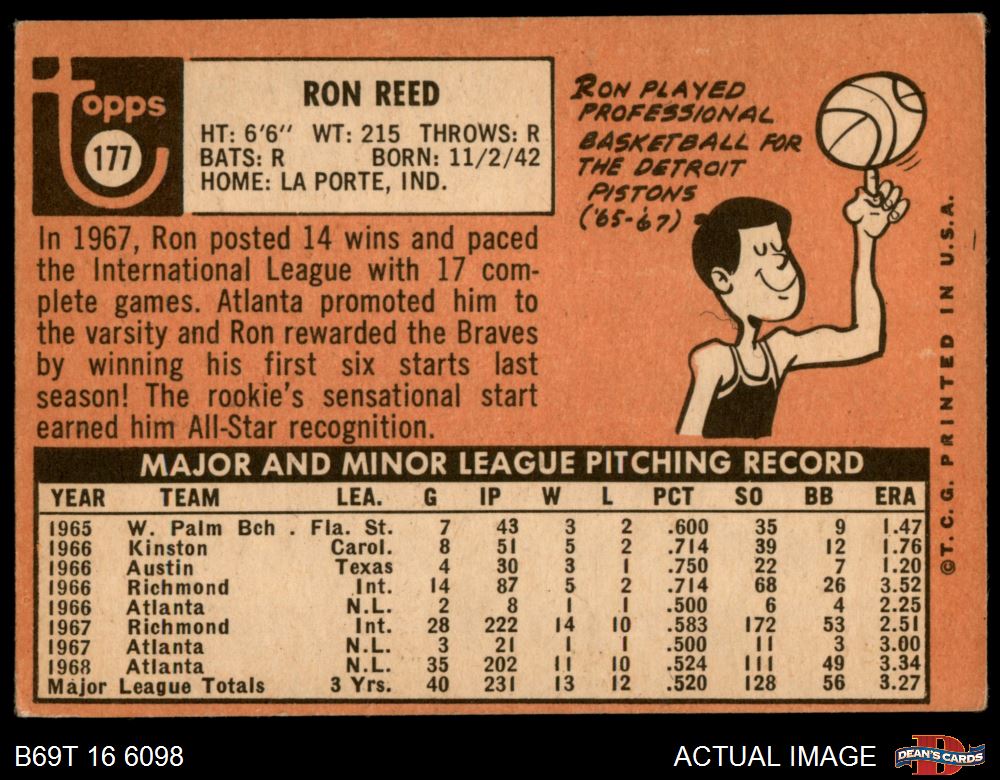 Topps
177
RON REED
HT: 6'6" WT: 215 THROWS: R
BATS: R BORN: 11/2/42
HOME: LA PORTE, IND.
RON PLAYED
PROFESSIONAL
BASKETBALL FOR
THE DETROIT
PISTONS
('65-'67)
In 1967, Ron posted 14 wins and paced
the International League with 17 com-
plete games. Atlanta promoted him to
the varsity and Ron rewarded the Braves
by winning his first six starts last
season! The rookie's sensational start
earned him All-Star recognition.
MAJOR AND MINOR LEAGUE PITCHING RECORD
YEAR TEAM LEA. G IP W L PCT SO BB ERA
1965 W. Palm Bch . Fla. St. 7 43 3 2 .600 35 9 1.47
1966 Kinston Carol. 8 51 5 2 .714 39 12 1.76
1966 Austin Texas 4 30 3 1 .750 22 7 1.20
1966 Richmond Int. 14 87 5 2 .714 68 26 3.52
1966 Atlanta N.L. 2 8 1 1 .500 6 4 2.25
1967 Richmond Int. 28 222 14 10 .583 172 53 2.51
1967 Atlanta N.L. 3 21 1 1 .500 11 3 3.00
1968 Atlanta N.L. 35 202 11 10 .524 111 49 3.34
Major League Totals 3 Yrs. 40 231 13 12 .520 128 56 3.27
©T. C. G. PRINTED IN U.S.A.
B69T 16 6098
ACTUAL IMAGE
D
DEAN'S CARDS